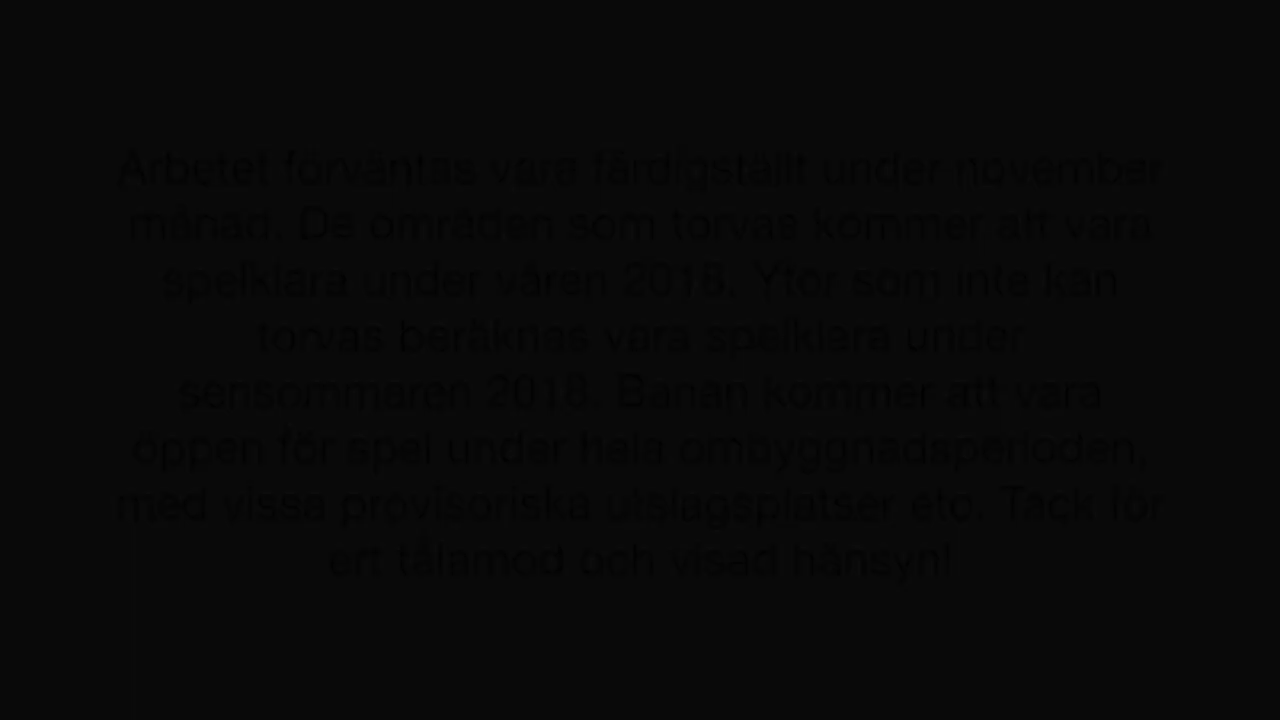 Arbetet förväntas vara färdigställt under november
månad. De områden som torvas kommer att vara
spelklara under våren 2018. Ytor som inte kan
torvas beräknas vara spelklara under
sensommaren 2018. Banan kommer att vara
öppen för spel under hela ombyggnadsperioden,
med vissa provisoriska utslagsplatser etc. Tack för
ert tålamod och visad hänsyn!